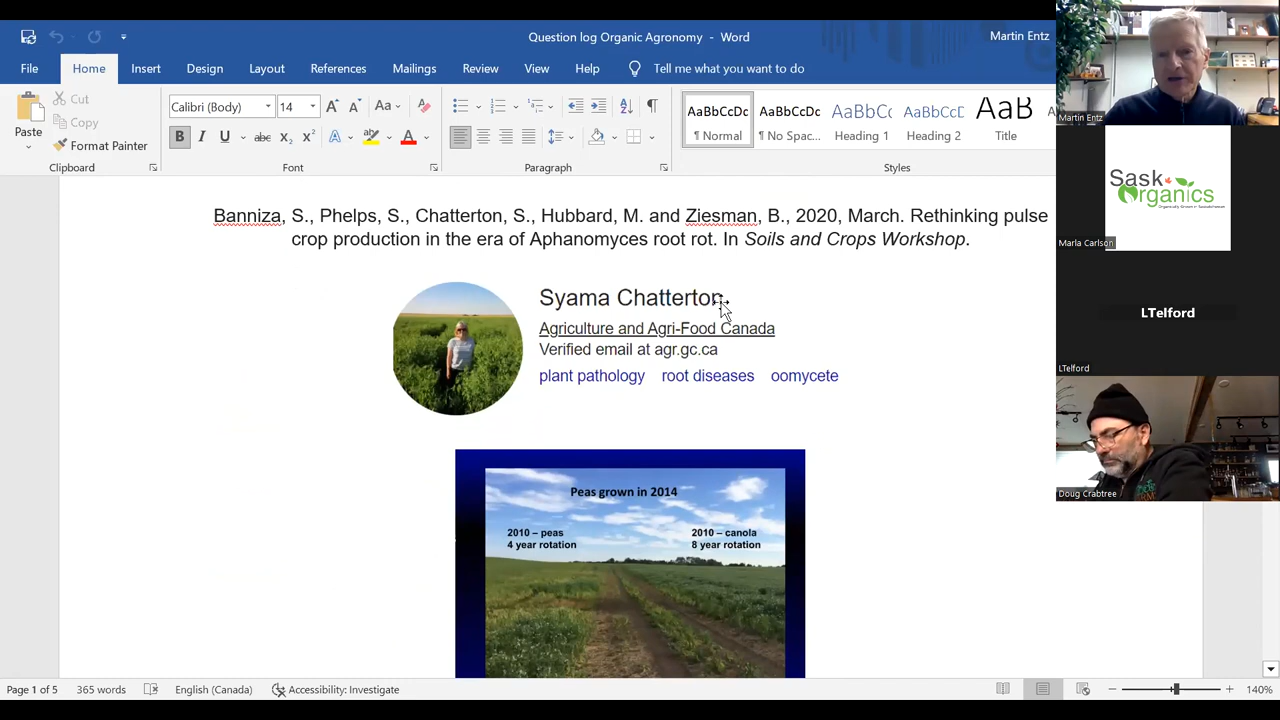 Question log Organic Agronomy - Word
Martin Entz
File Home Insert Design Layout References Mailings Review View Help Tell me what you want to do
Paste
Cut
Copy
Format Painter
Clipboard
Calibri (Body) 14
Aa
B I U abc x₂ x²
Font
Paragraph
AaBbCcDc AaBbCcDc AaBbCc AaBbCcD AaB
¶ Normal ¶ No Spac... Heading 1 Heading 2 Title
Styles
Banniza, S., Phelps, S., Chatterton, S., Hubbard, M. and Ziesman, B., 2020, March. Rethinking pulse
crop production in the era of Aphanomyces root rot. In Soils and Crops Workshop.
Syama Chatterton
Agriculture and Agri-Food Canada
Verified email at agr.gc.ca
plant pathology root diseases oomycete
Peas grown in 2014
2010 – peas
4 year rotation
2010 – canola
8 year rotation
Page 1 of 5 365 words English (Canada) Accessibility: Investigate 140%
Martin Entz
Sask Organics
Marla Carlson
LTelford
LTelford
Doug Crabtree